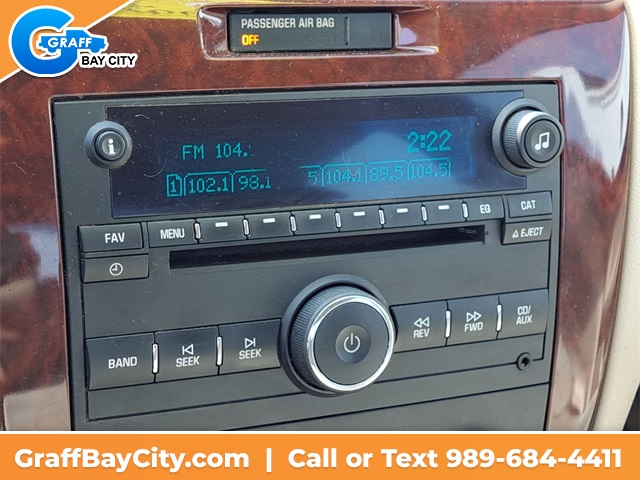 GRAFF
BAY CITY
PASSENGER AIR BAG
OFF
i
FM 104.
2:22
1 102.1 98.1 5 104.1 89.5 104.5
FAV
MENU
EQ
CAT
EJECT
REV
FWD
CD/
AUX
BAND
SEEK
SEEK
GraffBayCity.com | Call or Text 989-684-4411